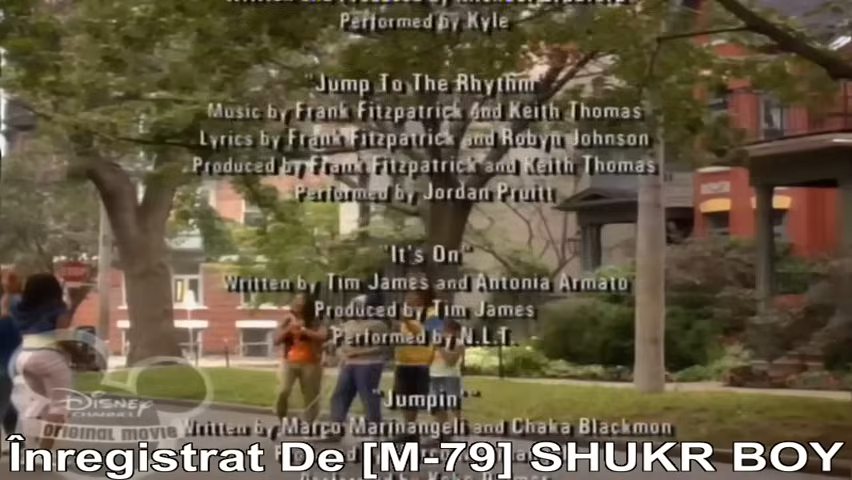 Performed by Kyle
"Jump To The Rhythm"
Music by Frank Fitzpatrick and Keith Thomas
Lyrics by Frank Fitzpatrick and Robyn Johnson
Produced by Frank Fitzpatrick and Keith Thomas
Performed by Jordan Pruitt
"It's On"
Written by Tim James and Antonia Armato
Produced by Tim James
Performed by N.L.T.
"Jumpin'"
Written by Marco Marinangeli and Chaka Blackmon
DISNEY
CHANNEL
ORIGINAL MOVIE
Înregistrat De [M-79] SHUKR BOY